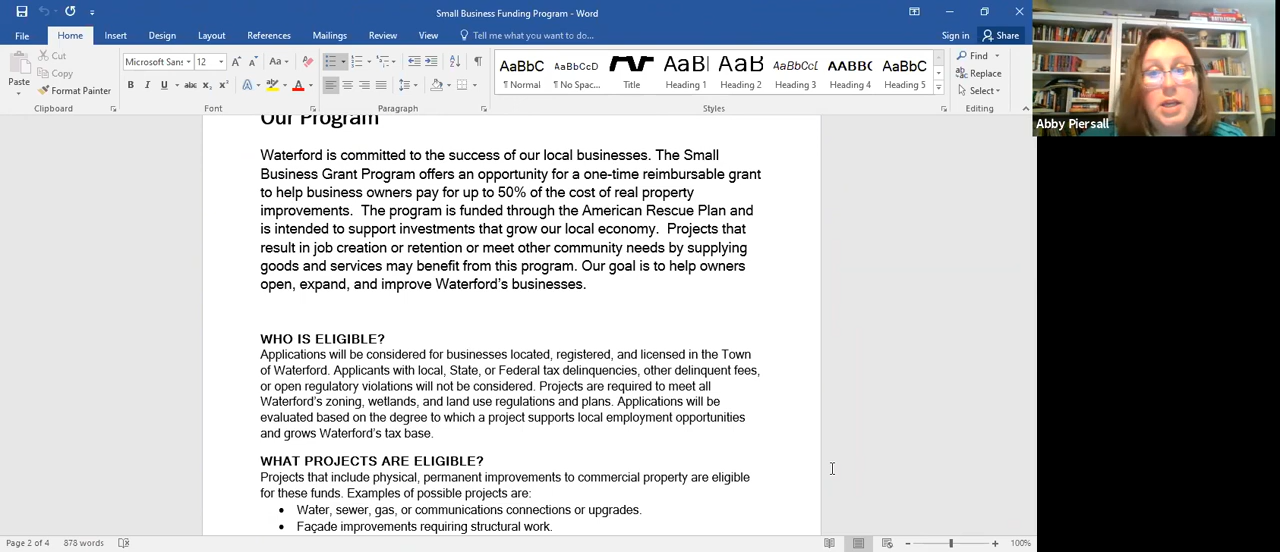 Small Business Funding Program - Word
File Home Insert Design Layout References Mailings Review View Tell me what you want to do... Sign in Share
Paste
Cut
Copy
Format Painter
Clipboard
Microsoft San: 12
Font
Paragraph
AaBbC AaBbCcD AaBl AaB AaBbCcL AABBC AaBbC
¶ Normal ¶ No Spac... Title Heading 1 Heading 2 Heading 3 Heading 4 Heading 5
Styles
Find
Replace
Select
Editing
Abby Piersall
Our Program
Waterford is committed to the success of our local businesses. The Small
Business Grant Program offers an opportunity for a one-time reimbursable grant
to help business owners pay for up to 50% of the cost of real property
improvements. The program is funded through the American Rescue Plan and
is intended to support investments that grow our local economy. Projects that
result in job creation or retention or meet other community needs by supplying
goods and services may benefit from this program. Our goal is to help owners
open, expand, and improve Waterford's businesses.
WHO IS ELIGIBLE?
Applications will be considered for businesses located, registered, and licensed in the Town
of Waterford. Applicants with local, State, or Federal tax delinquencies, other delinquent fees,
or open regulatory violations will not be considered. Projects are required to meet all
Waterford's zoning, wetlands, and land use regulations and plans. Applications will be
evaluated based on the degree to which a project supports local employment opportunities
and grows Waterford's tax base.
WHAT PROJECTS ARE ELIGIBLE?
Projects that include physical, permanent improvements to commercial property are eligible
for these funds. Examples of possible projects are:
• Water, sewer, gas, or communications connections or upgrades.
• Façade improvements requiring structural work.
Page 2 of 4 878 words 100%